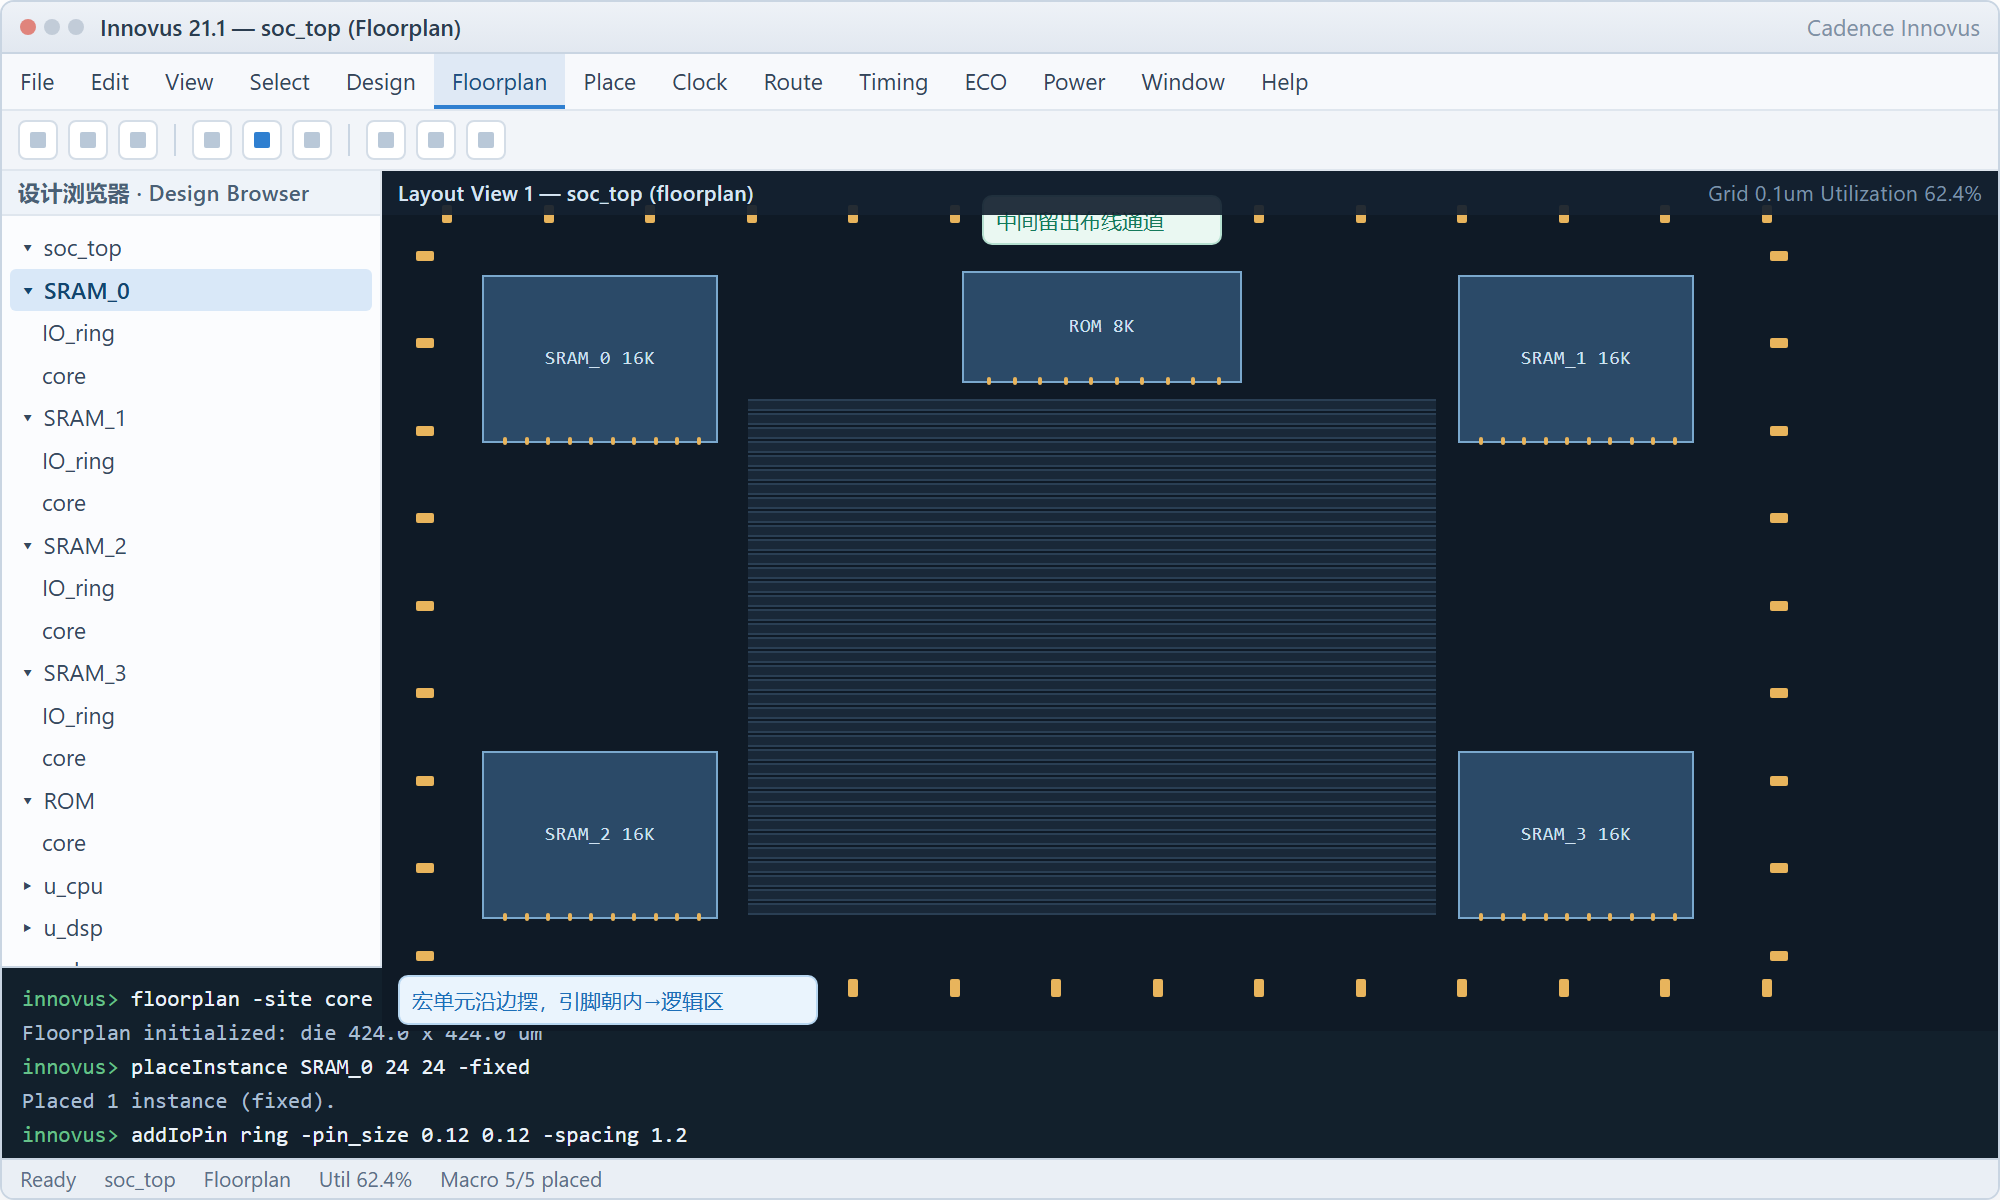 Innovus 21.1 — soc_top (Floorplan)
Cadence Innovus
File Edit View Select Design Floorplan Place Clock Route Timing ECO Power Window Help
设计浏览器 · Design Browser
soc_top
SRAM_0
IO_ring
core
SRAM_1
IO_ring
core
SRAM_2
IO_ring
core
SRAM_3
IO_ring
core
ROM
core
u_cpu
u_dsp
Layout View 1 — soc_top (floorplan)
Grid 0.1um Utilization 62.4%
中间留出布线通道
SRAM_0 16K
ROM 8K
SRAM_1 16K
SRAM_2 16K
SRAM_3 16K
宏单元沿边摆，引脚朝内→逻辑区
innovus> floorplan -site core
Floorplan initialized: die 424.0 x 424.0 um
innovus> placeInstance SRAM_0 24 24 -fixed
Placed 1 instance (fixed).
innovus> addIoPin ring -pin_size 0.12 0.12 -spacing 1.2
Ready soc_top Floorplan Util 62.4% Macro 5/5 placed